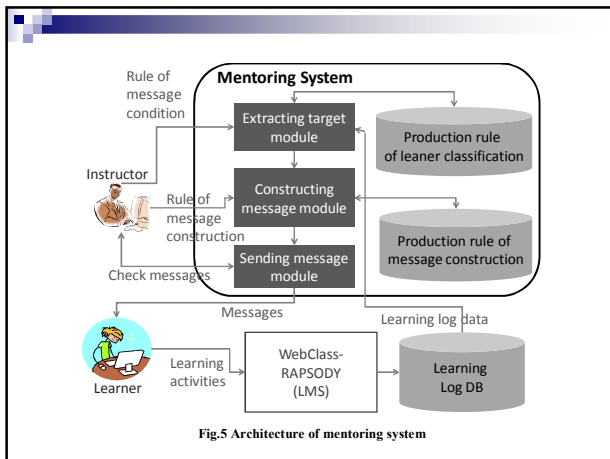 Mentoring System
Rule of
message
condition
Extracting target
module
Production rule
of leaner classification
Instructor
Rule of
message
construction
Constructing
message module
Production rule of
message construction
Check messages
Sending message
module
Messages
Learning log data
Learner
Learning
activities
WebClass-
RAPSODY
(LMS)
Learning
Log DB
Fig.5 Architecture of mentoring system